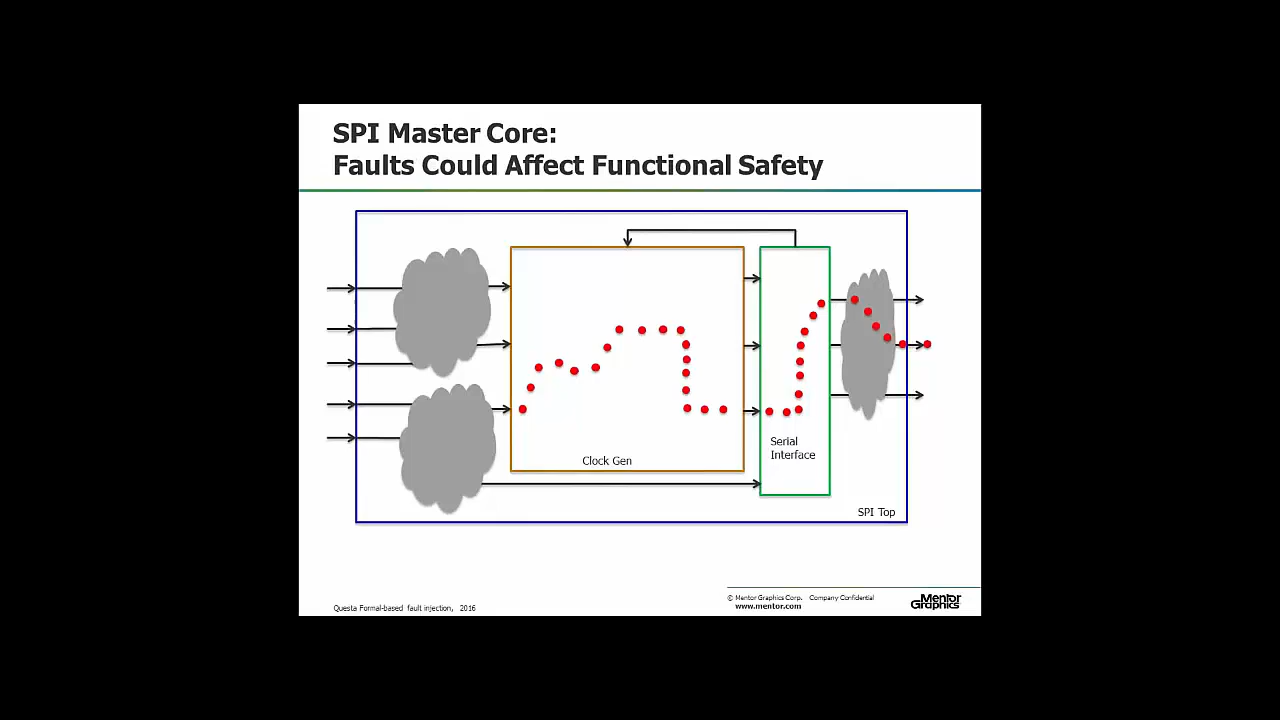 SPI Master Core:
Faults Could Affect Functional Safety
Clock Gen
Serial
Interface
SPI Top
Questa Formal-based fault injection, 2016
© Mentor Graphics Corp. Company Confidential
www.mentor.com
Mentor
Graphics